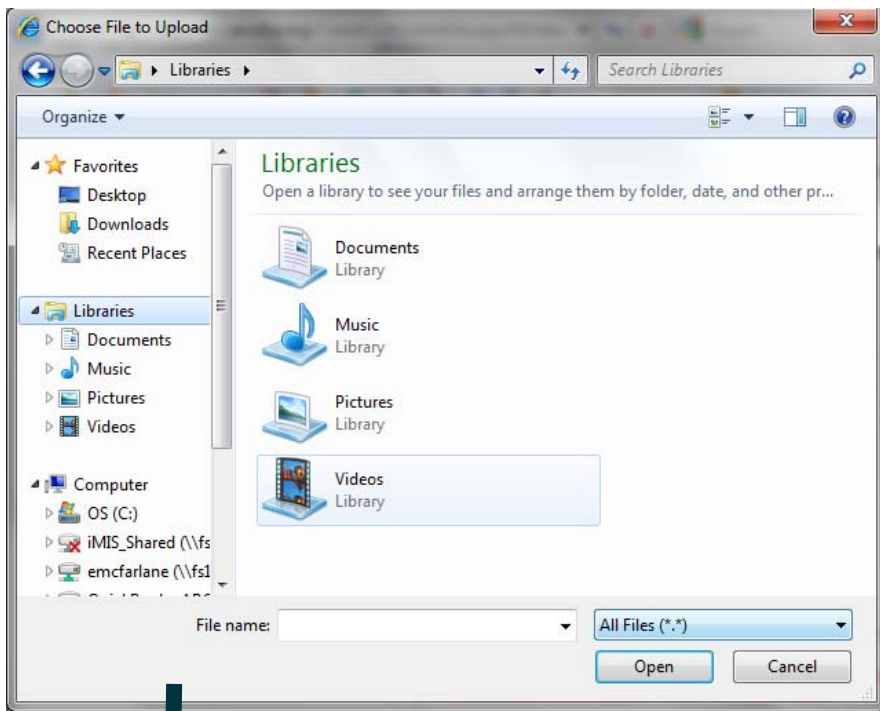 Choose File to Upload
Libraries
Search Libraries
Organize
Favorites
Desktop
Downloads
Recent Places
Libraries
Documents
Music
Pictures
Videos
Computer
OS (C:)
iMIS_Shared (\\fs
emcfarlane (\\fs1
Libraries
Open a library to see your files and arrange them by folder, date, and other pr...
Documents
Library
Music
Library
Pictures
Library
Videos
Library
File name:
All Files (*.*)
Open
Cancel